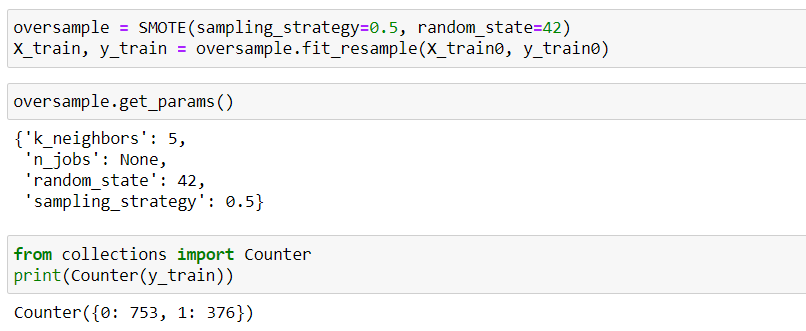 oversample = SMOTE(sampling_strategy=0.5, random_state=42)
X_train, y_train = oversample.fit_resample(X_train0, y_train0)
oversample.get_params()
{'k_neighbors': 5,
 'n_jobs': None,
 'random_state': 42,
 'sampling_strategy': 0.5}
from collections import Counter
print(Counter(y_train))
Counter({0: 753, 1: 376})